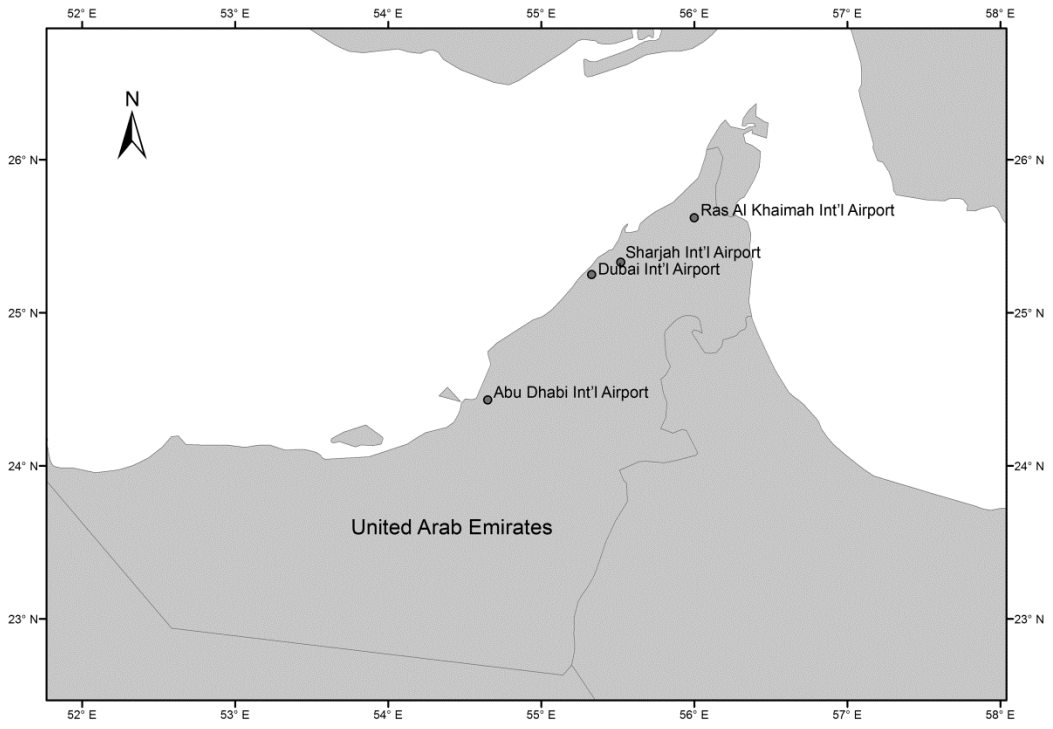 52° E 53° E 54° E 55° E 56° E 57° E 58° E
N
26° N 26° N
Ras Al Khaimah Int'l Airport
Sharjah Int'l Airport
Dubai Int'l Airport
25° N 25° N
Abu Dhabi Int'l Airport
24° N 24° N
United Arab Emirates
23° N 23° N
52° E 53° E 54° E 55° E 56° E 57° E 58° E